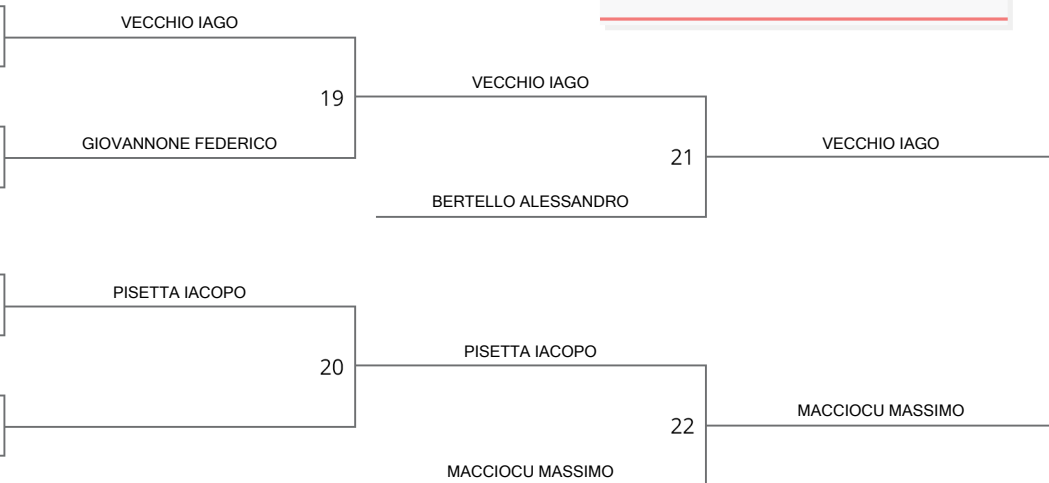 VECCHIO IAGO
VECCHIO IAGO
19
GIOVANNONE FEDERICO
VECCHIO IAGO
21
BERTELLO ALESSANDRO
PISETTA IACOPO
PISETTA IACOPO
20
MACCIOCU MASSIMO
22
MACCIOCU MASSIMO